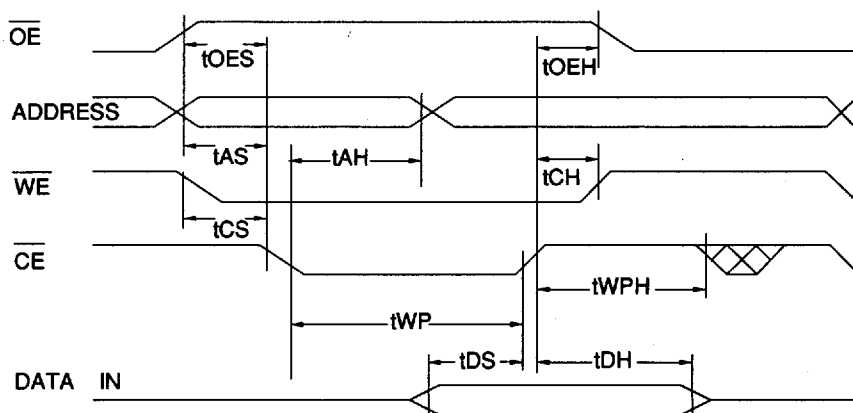 OE
tOES
tOEH
ADDRESS
tAS
tAH
tCH
WE
tCS
CE
tWPH
tWP
tDS
tDH
DATA IN